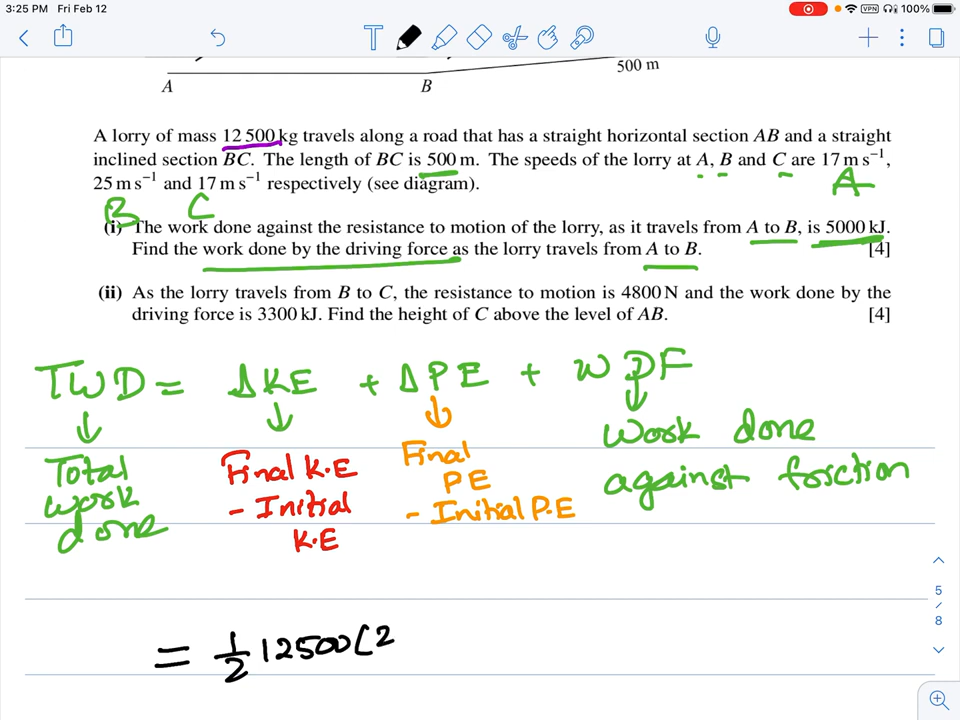 3:25 PM Fri Feb 12
VPN 100%
T
500 m
A B
A lorry of mass 12 500 kg travels along a road that has a straight horizontal section AB and a straight
inclined section BC. The length of BC is 500 m. The speeds of the lorry at A, B and C are 17 m s⁻¹,
25 m s⁻¹ and 17 m s⁻¹ respectively (see diagram).
A
B C
(i) The work done against the resistance to motion of the lorry, as it travels from A to B, is 5000 kJ.
Find the work done by the driving force as the lorry travels from A to B. [4]
(ii) As the lorry travels from B to C, the resistance to motion is 4800 N and the work done by the
driving force is 3300 kJ. Find the height of C above the level of AB. [4]
TWD = ΔKE + ΔPE + WDF
Total work done
Final K.E - Initial K.E
Final PE - Initial P.E
Work done against friction
= 1/2 12500(2
5
/
8